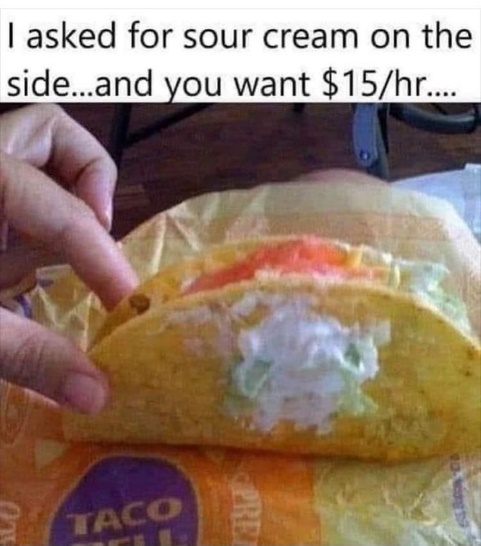 I asked for sour cream on the
side...and you want $15/hr....
TACO